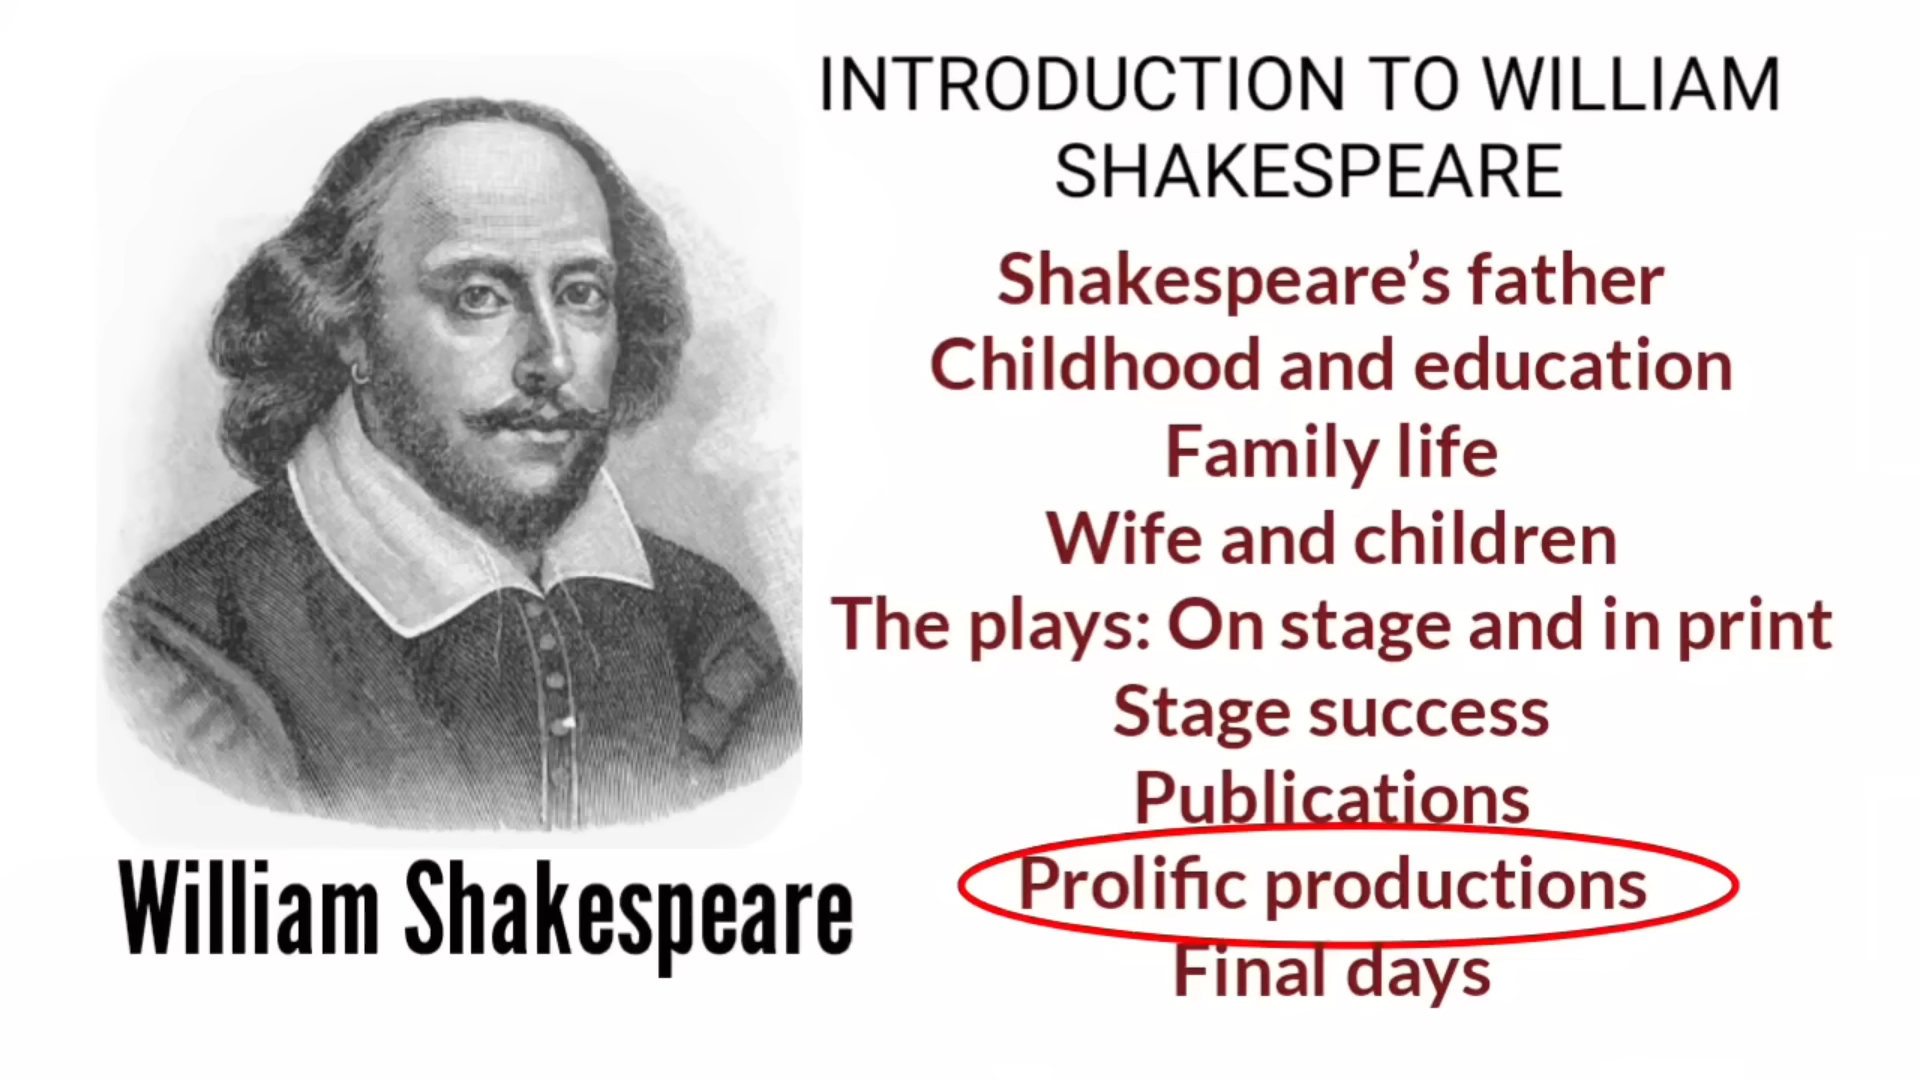 INTRODUCTION TO WILLIAM
SHAKESPEARE
Shakespeare’s father
Childhood and education
Family life
Wife and children
The plays: On stage and in print
Stage success
Publications
Prolific productions
Final days
William Shakespeare